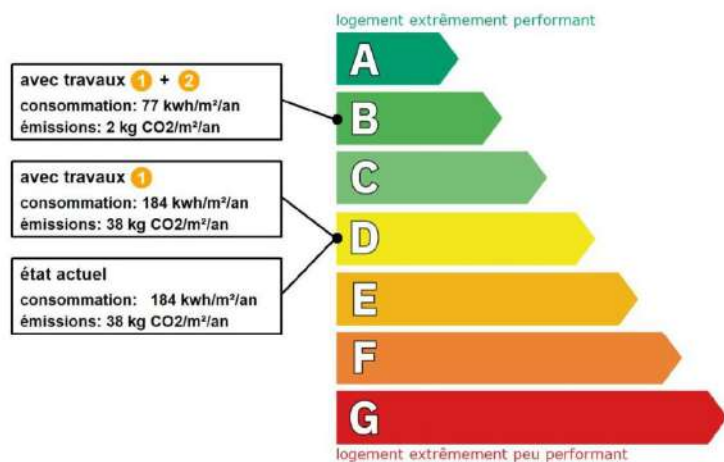 logement extrêmement performant
A
avec travaux 1 + 2
consommation: 77 kwh/m²/an
émissions: 2 kg CO2/m²/an
B
avec travaux 1
consommation: 184 kwh/m²/an
émissions: 38 kg CO2/m²/an
C
D
état actuel
consommation: 184 kwh/m²/an
émissions: 38 kg CO2/m²/an
E
F
G
logement extrêmement peu performant